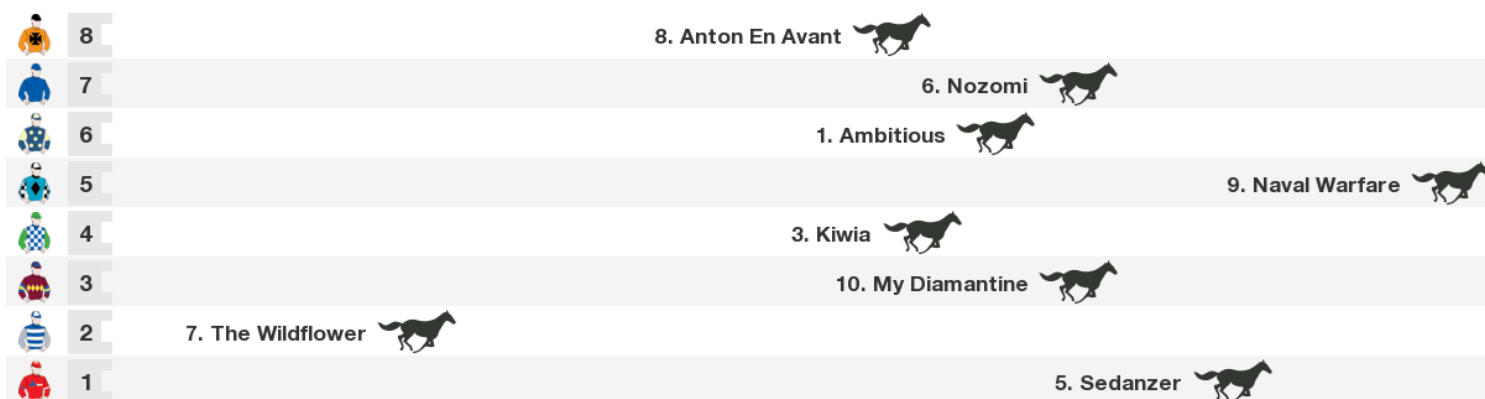 8 8. Anton En Avant
7 6. Nozomi
6 1. Ambitious
5 9. Naval Warfare
4 3. Kiwia
3 10. My Diamantine
2 7. The Wildflower
1 5. Sedanzer